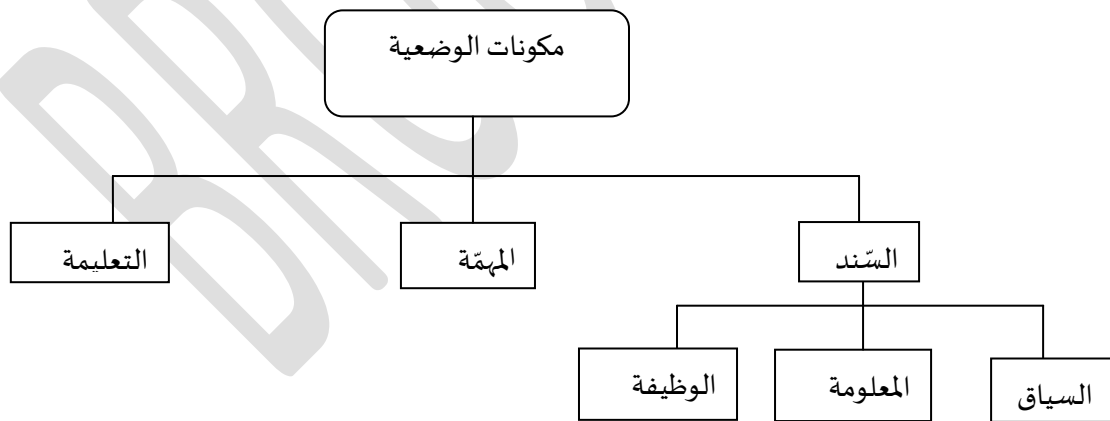 مكونات الوضعية
السّند
المهمّة
التعليمة
السياق
المعلومة
الوظيفة